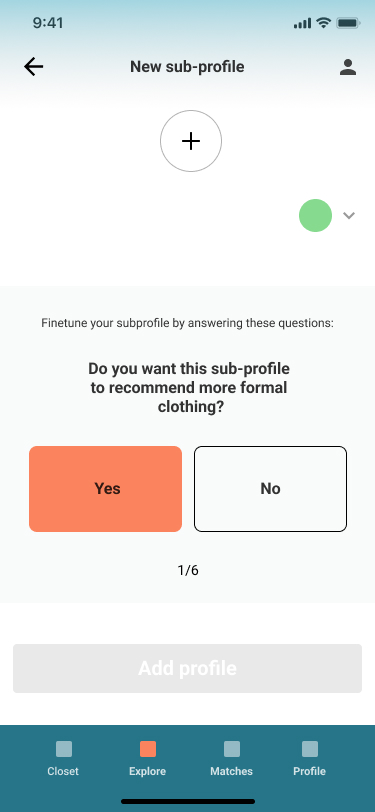 9:41
New sub-profile
Finetune your subprofile by answering these questions:
Do you want this sub-profile
to recommend more formal
clothing?
Yes
No
1/6
Add profile
Closet
Explore
Matches
Profile